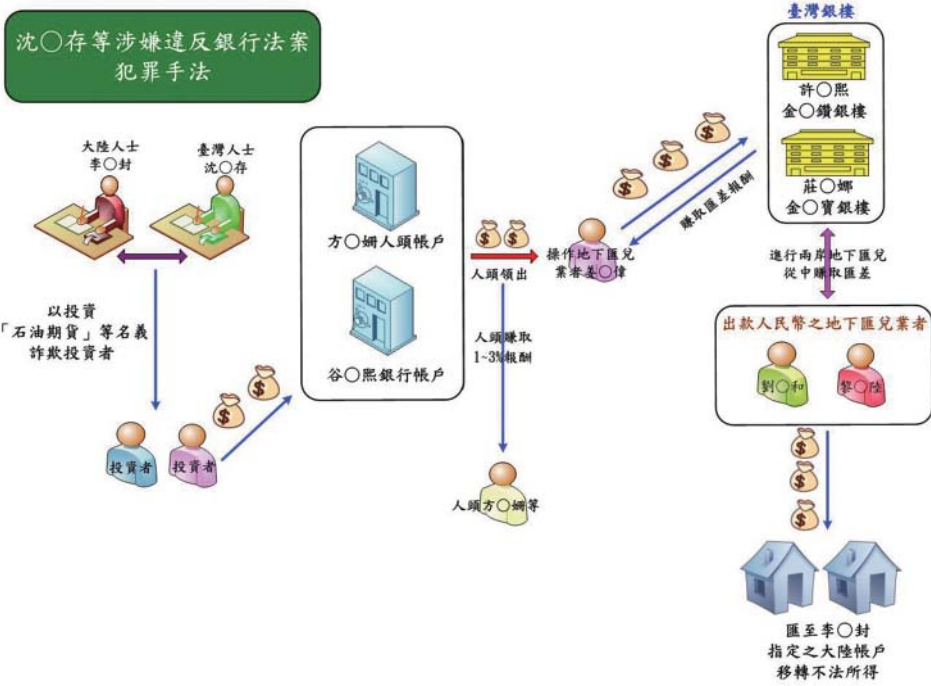 沈○存等涉嫌違反銀行法案
犯罪手法
大陸人士
李○封
臺灣人士
沈○存
以投資
「石油期貨」等名義
詐欺投資者
投資者
投資者
方○姍人頭帳戶
谷○熙銀行帳戶
人頭領出
人頭賺取
1~3%報酬
人頭方○姍等
操作地下匯兌
業者姜○偉
賺取匯差報酬
臺灣銀樓
許○熙
金○鑽銀樓
莊○娜
金○寶銀樓
進行兩岸地下匯兌
從中賺取匯差
出款人民幣之地下匯兌業者
劉○和
黎○陸
匯至李○封
指定之大陸帳戶
移轉不法所得